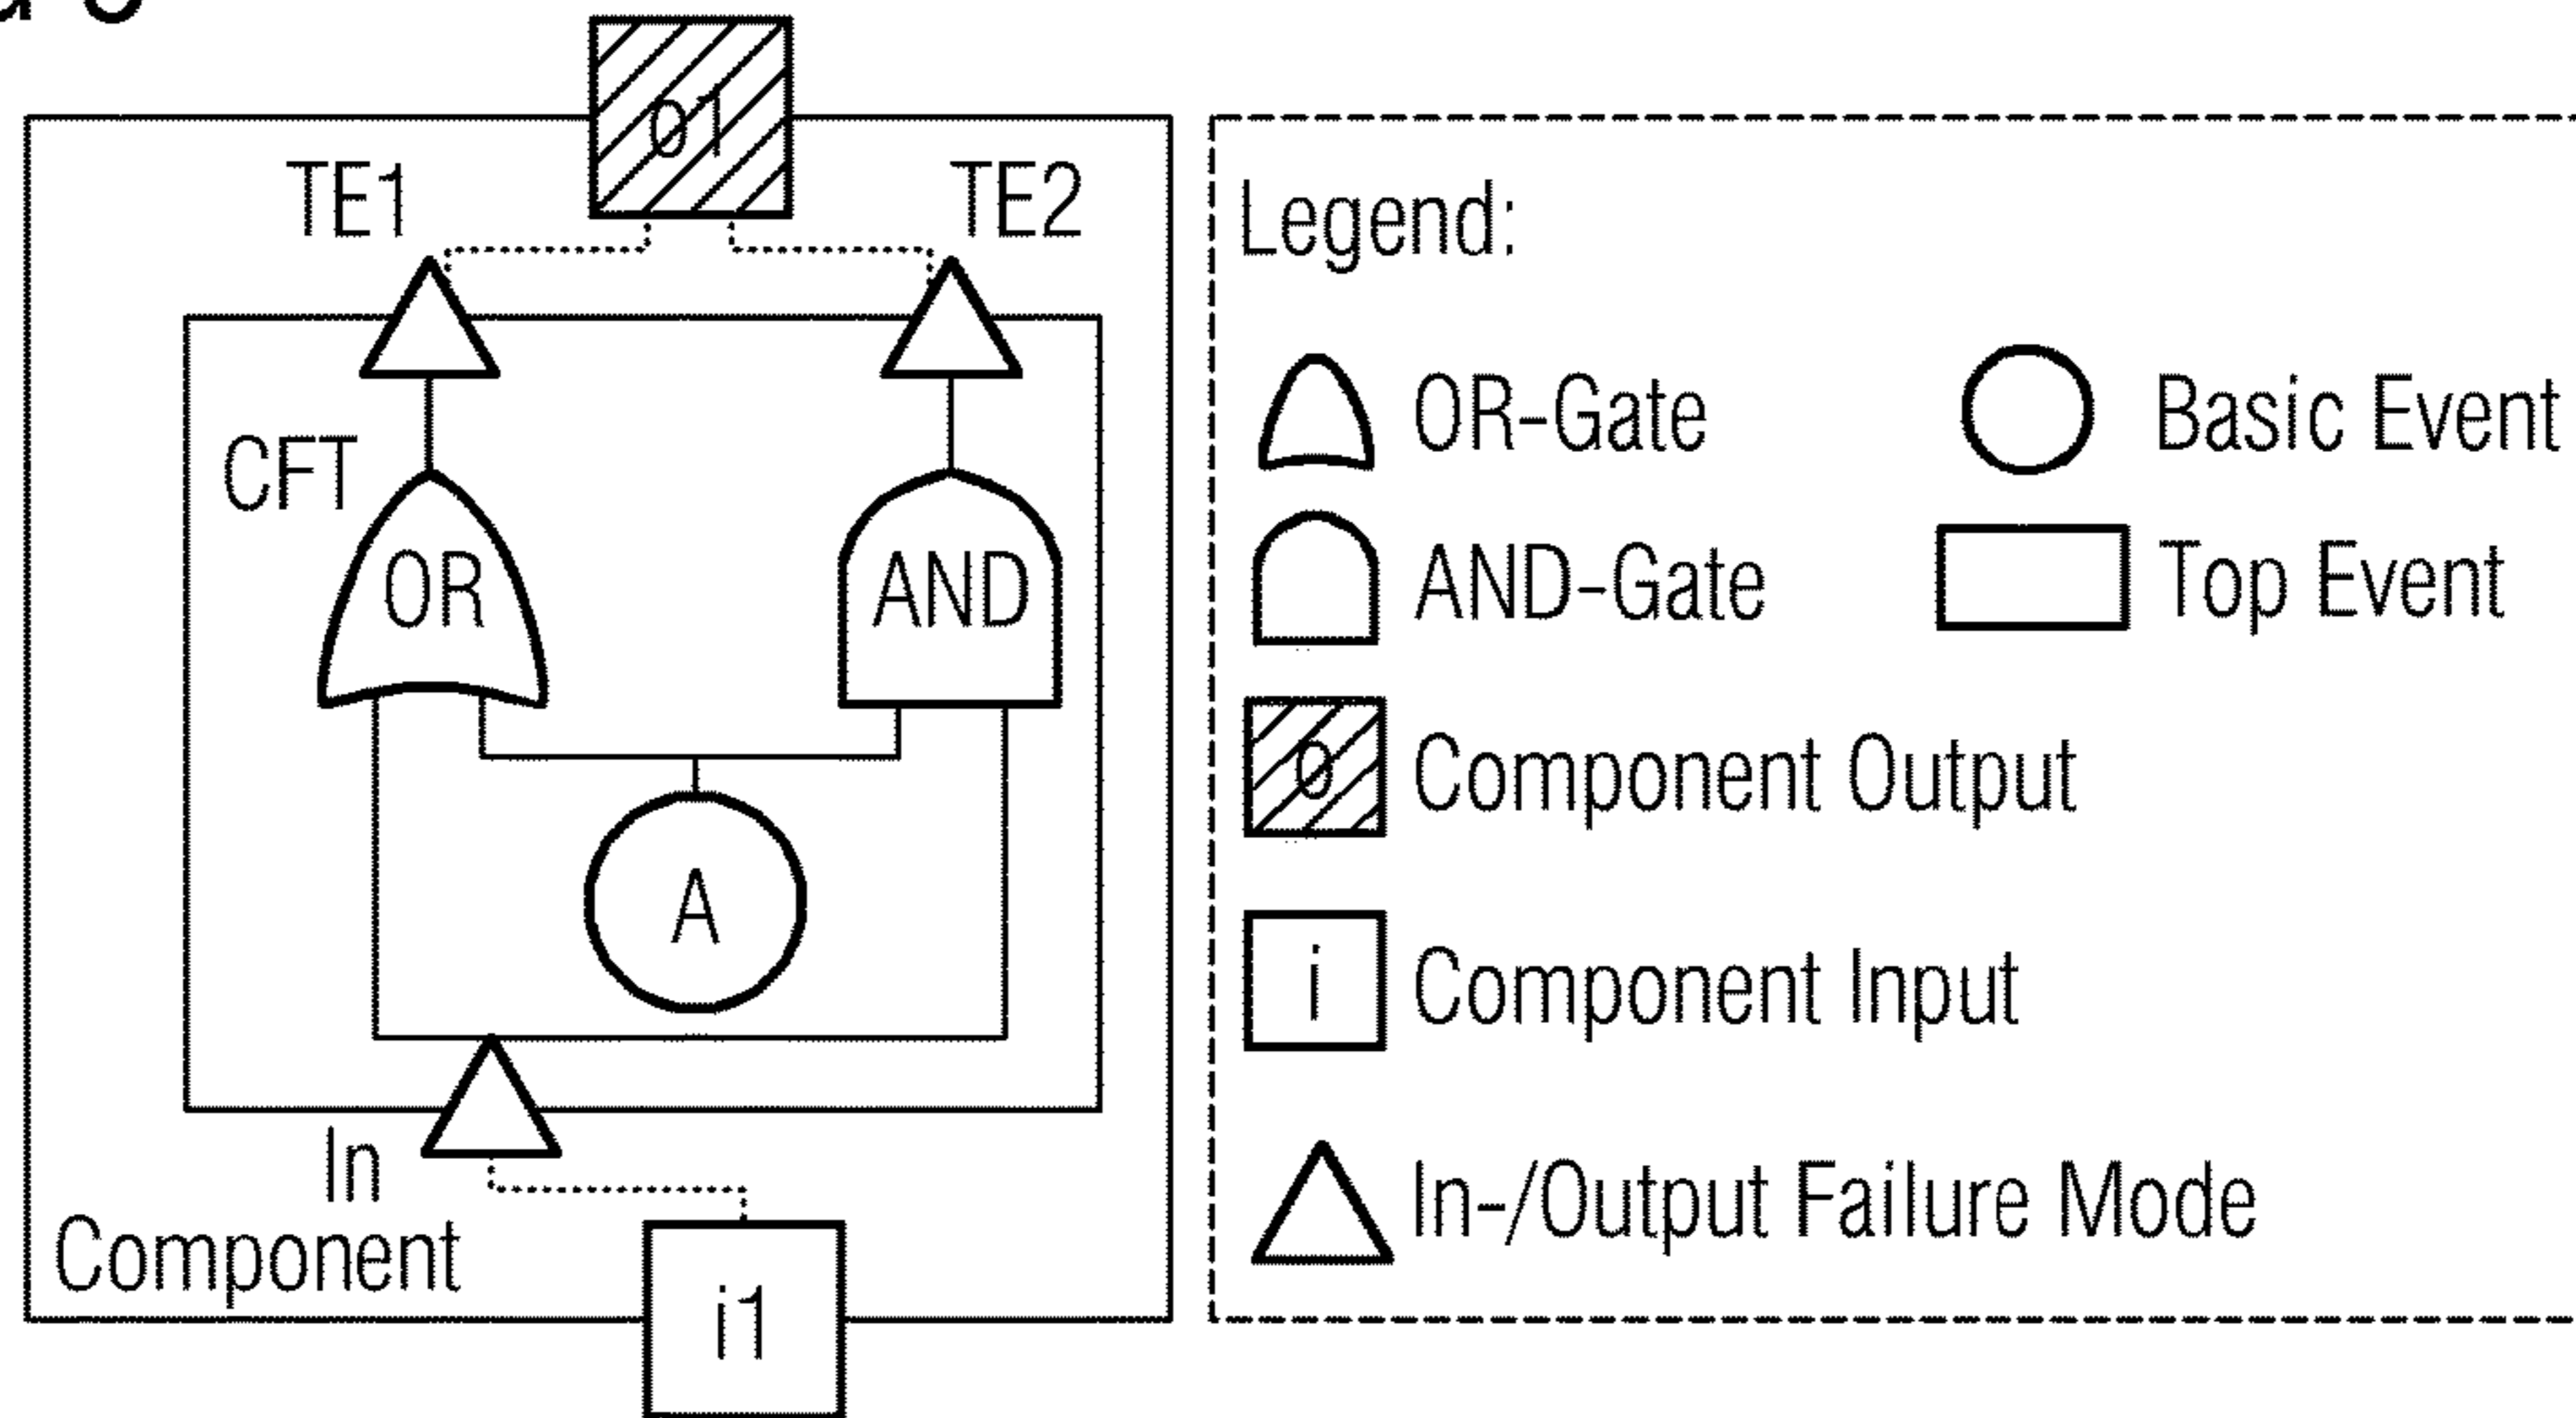 o1
TE1
TE2
CFT
OR
AND
A
In
Component
i1
Legend:
OR-Gate
Basic Event
AND-Gate
Top Event
o Component Output
i Component Input
In-/Output Failure Mode